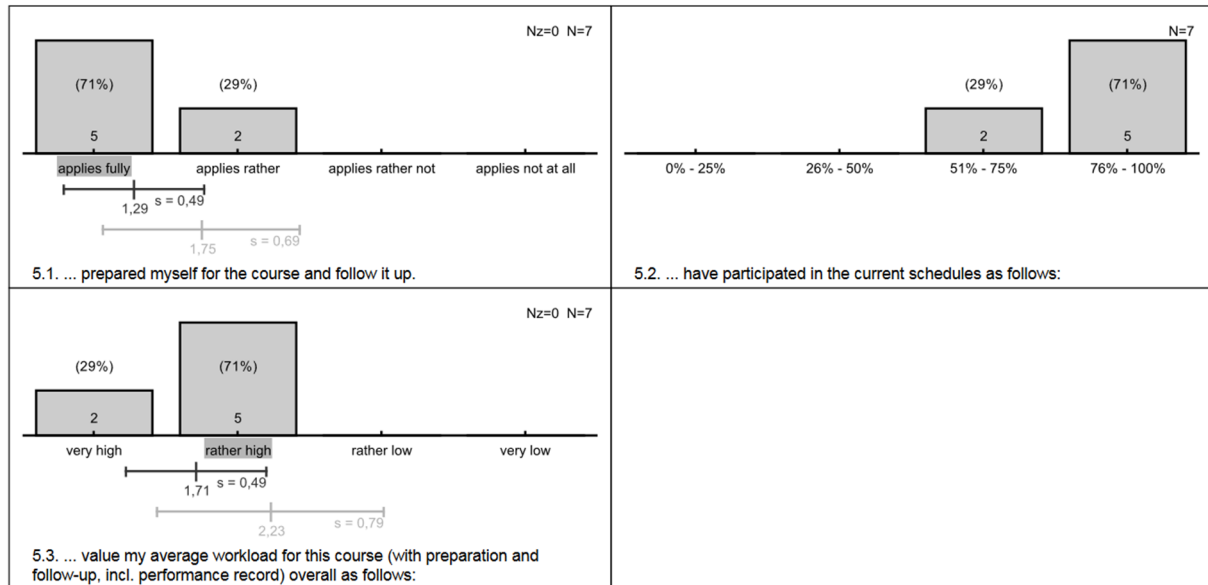 Nz=0 N=7
(71%)
(29%)
5
2
applies fully
applies rather
applies rather not
applies not at all
s = 0,49
1,29
s = 0,69
1,75
5.1. ... prepared myself for the course and follow it up.
N=7
(29%)
(71%)
2
5
0% - 25%
26% - 50%
51% - 75%
76% - 100%
5.2. ... have participated in the current schedules as follows:
Nz=0 N=7
(29%)
(71%)
2
5
very high
rather high
rather low
very low
s = 0,49
1,71
s = 0,79
2,23
5.3. ... value my average workload for this course (with preparation and
follow-up, incl. performance record) overall as follows: